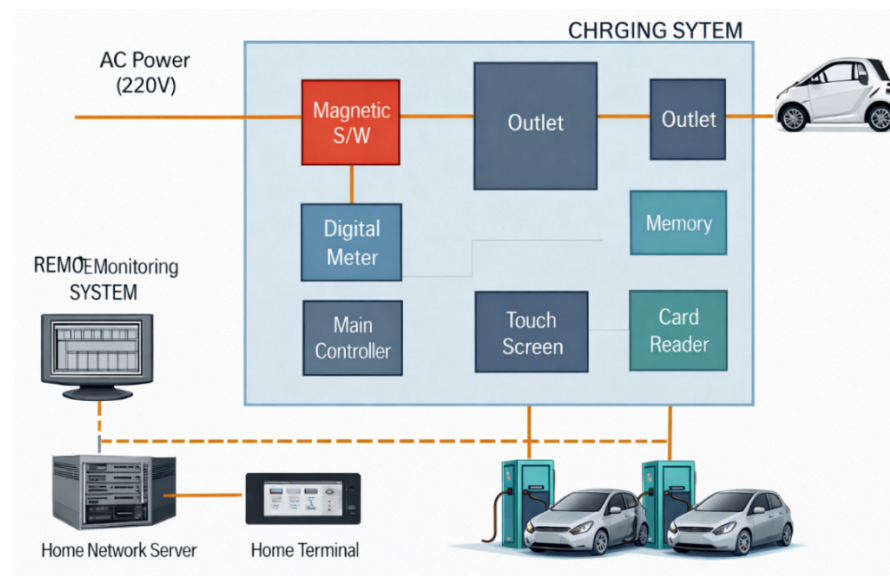 CHRGING SYTEM
AC Power
(220V)
Magnetic
S/W
Outlet
Outlet
Digital
Meter
Memory
REMOEMonitoring
SYSTEM
Main
Controller
Touch
Screen
Card
Reader
Home Network Server
Home Terminal